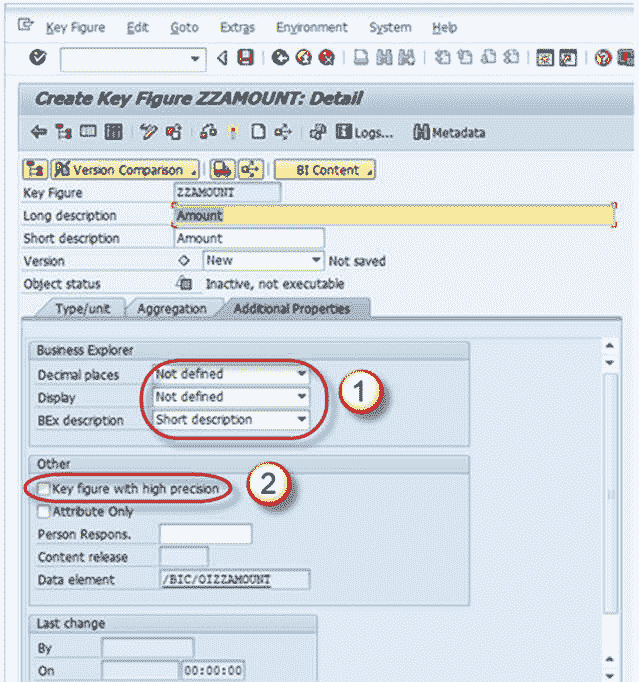 Key Figure Edit Goto Extras Environment System Help
Create Key Figure ZZAMOUNT: Detail
Logs... Metadata
Version Comparison BI Content
Key Figure ZZAMOUNT
Long description Amount
Short description Amount
Version New Not saved
Object status Inactive, not executable
Type/unit Aggregation Additional Properties
Business Explorer
Decimal places Not defined
Display Not defined
BEx description Short description
1
Other
Key figure with high precision
2
Attribute Only
Person Respons.
Content release
Data element /BIC/OIZZAMOUNT
Last change
By
On 00:00:00